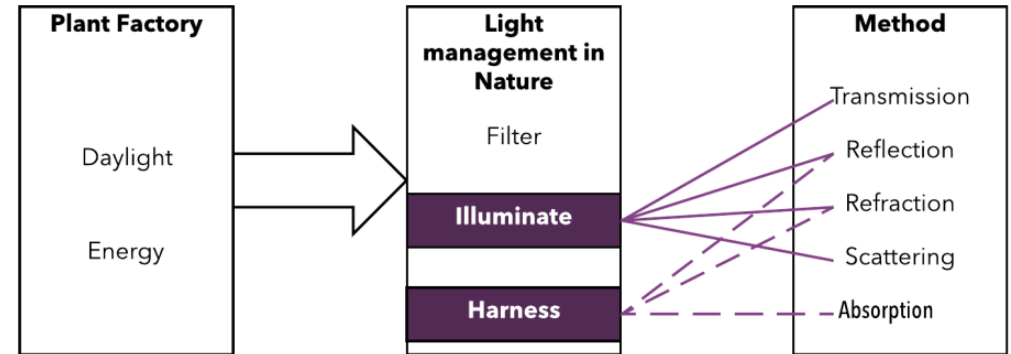 Plant Factory
Daylight
Energy
Light
management in
Nature
Filter
Illuminate
Harness
Method
Transmission
Reflection
Refraction
Scattering
Absorption